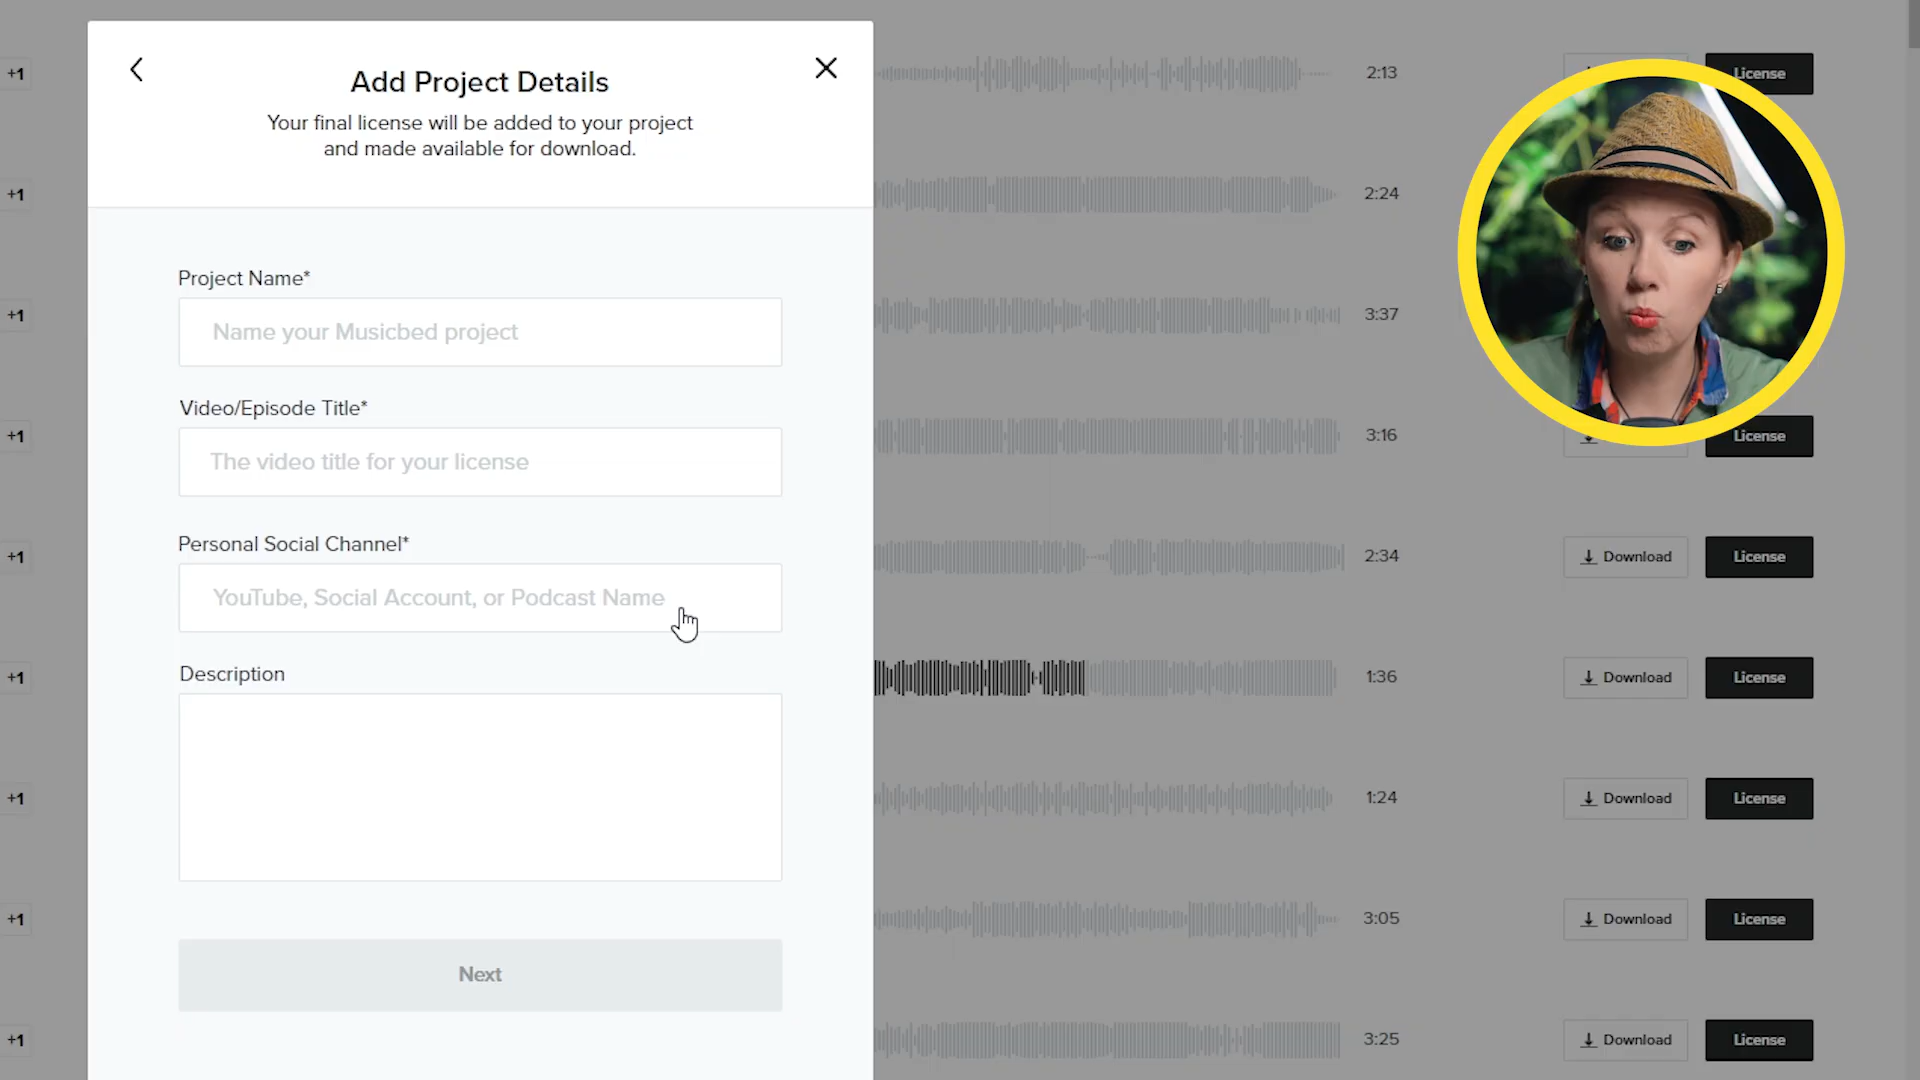 Add Project Details
Your final license will be added to your project
and made available for download.
Project Name*
Name your Musicbed project
Video/Episode Title*
The video title for your license
Personal Social Channel*
YouTube, Social Account, or Podcast Name
Description
Next
+1 2:13 License
+1 2:24
+1 3:37
+1 3:16 License
+1 2:34 Download License
+1 1:36 Download License
+1 1:24 Download License
+1 3:05 Download License
+1 3:25 Download License